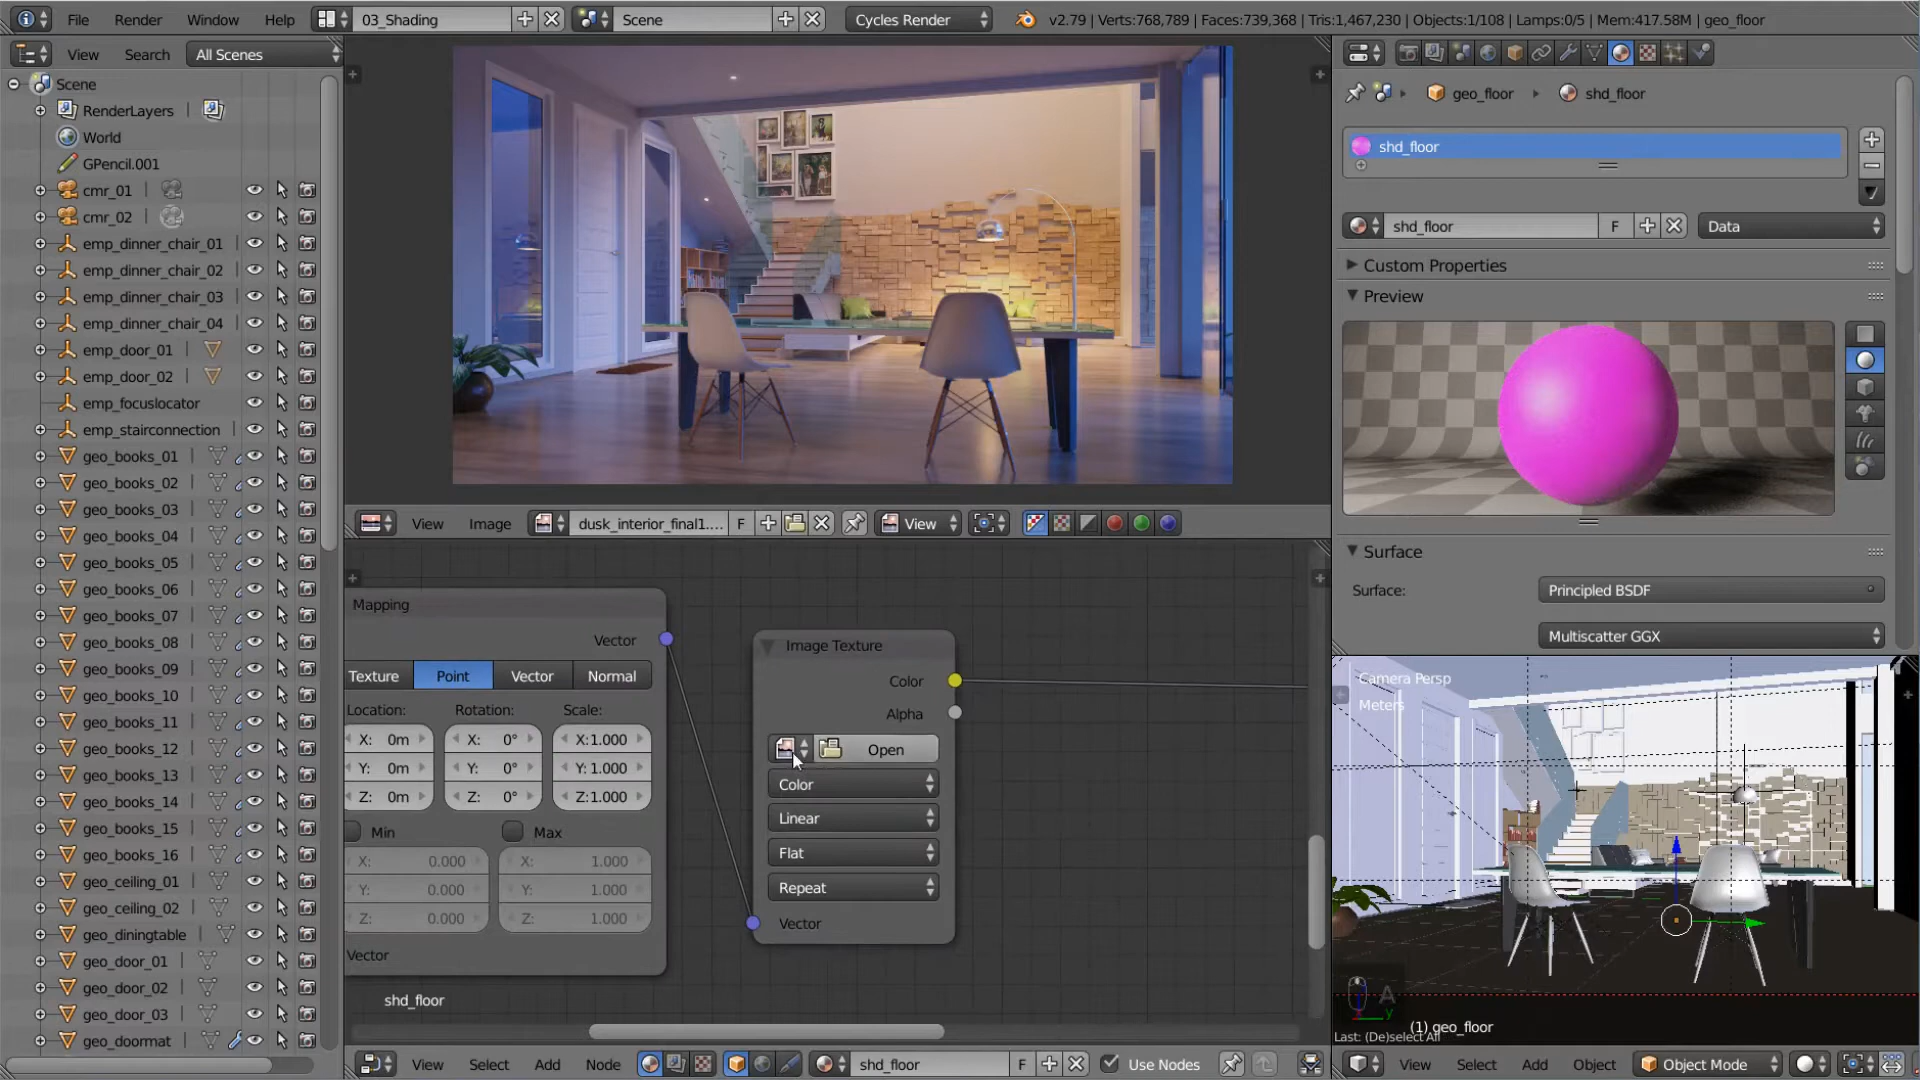 File Render Window Help 03_Shading Scene Cycles Render v2.79 | Verts:768,789 | Faces:739,368 | Tris:1,467,230 | Objects:1/108 | Lamps:0/5 | Mem:417.58M | geo_floor
View Search All Scenes
Scene
RenderLayers
World
GPencil.001
cmr_01
cmr_02
emp_dinner_chair_01
emp_dinner_chair_02
emp_dinner_chair_03
emp_dinner_chair_04
emp_door_01
emp_door_02
emp_focuslocator
emp_stairconnection
geo_books_01
geo_books_02
geo_books_03
geo_books_04
geo_books_05
geo_books_06
geo_books_07
geo_books_08
geo_books_09
geo_books_10
geo_books_11
geo_books_12
geo_books_13
geo_books_14
geo_books_15
geo_books_16
geo_ceiling_01
geo_ceiling_02
geo_diningtable
geo_door_01
geo_door_02
geo_door_03
geo_doormat
View Image dusk_interior_final1.... F View
Mapping
Vector
Texture Point Vector Normal
Location: Rotation: Scale:
X: 0m X: 0° X:1.000
Y: 0m Y: 0° Y:1.000
Z: 0m Z: 0° Z:1.000
Min Max
X: 0.000 X: 1.000
Y: 0.000 Y: 1.000
Z: 0.000 Z: 1.000
Vector
Image Texture
Color
Alpha
Open
Color
Linear
Flat
Repeat
Vector
shd_floor
View Select Add Node shd_floor F Use Nodes
geo_floor shd_floor
shd_floor
shd_floor F Data
Custom Properties
Preview
Surface
Surface: Principled BSDF
Multiscatter GGX
Camera Persp
Meters
A
x y
(1) geo_floor
Last: (De)select All
View Select Add Object Object Mode